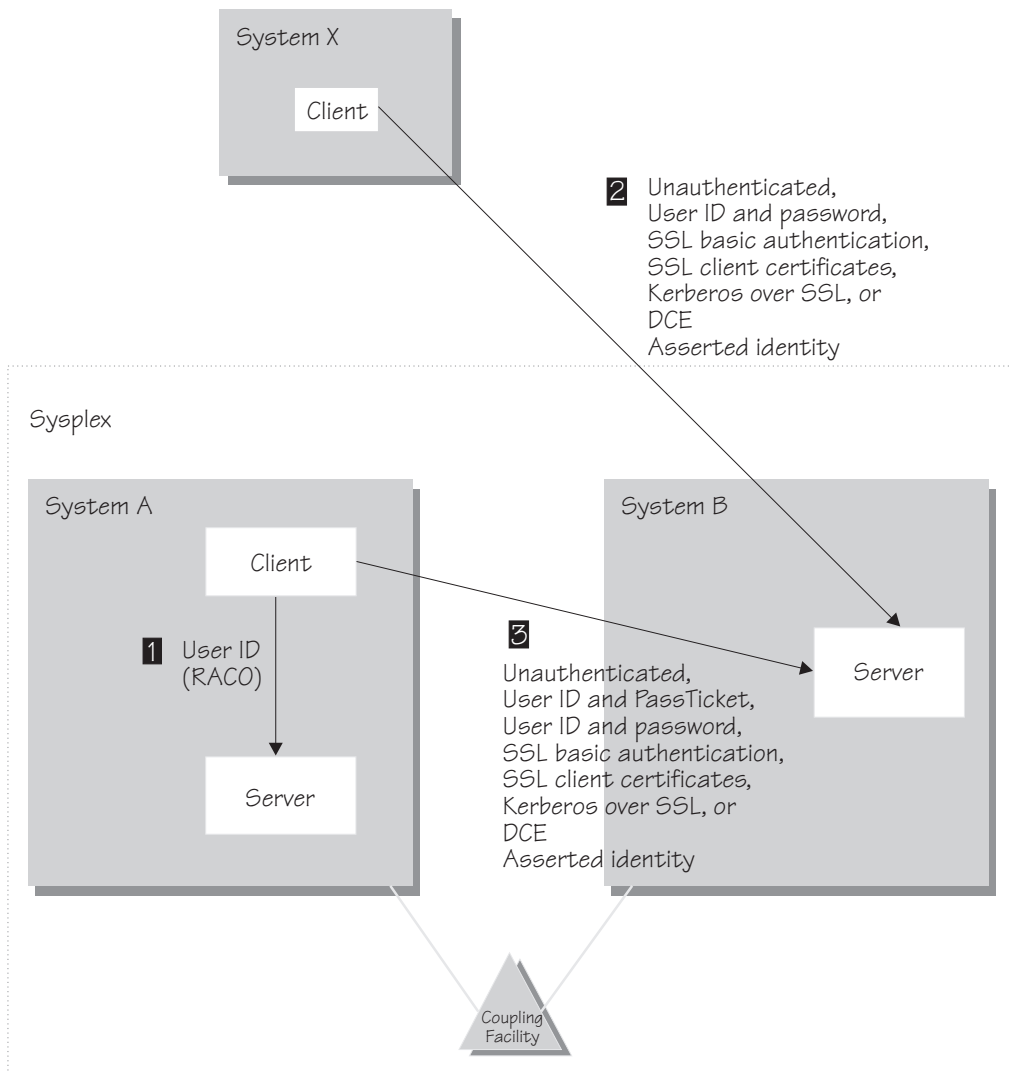 System X
Client
2 Unauthenticated,
User ID and password,
SSL basic authentication,
SSL client certificates,
Kerberos over SSL, or
DCE
Asserted identity
Sysplex
System A
Client
1 User ID
(RACO)
Server
System B
Server
3
Unauthenticated,
User ID and PassTicket,
User ID and password,
SSL basic authentication,
SSL client certificates,
Kerberos over SSL, or
DCE
Asserted identity
Coupling
Facility